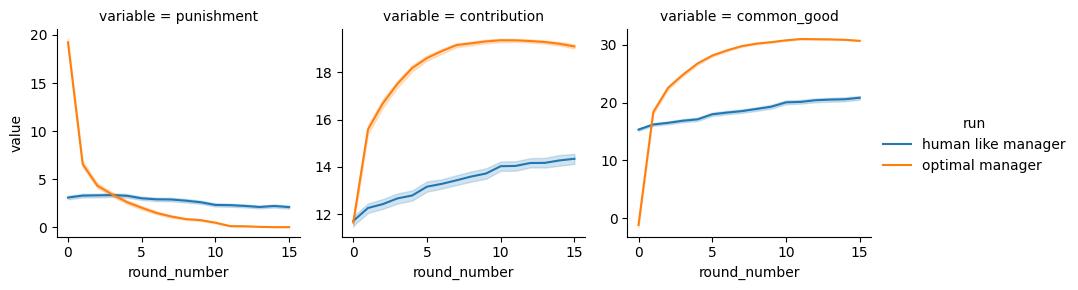 variable = punishment
variable = contribution
variable = common_good
value
20
15
10
5
0
18
16
14
12
30
20
10
0
0 5 10 15
0 5 10 15
0 5 10 15
round_number
round_number
round_number
run
human like manager
optimal manager